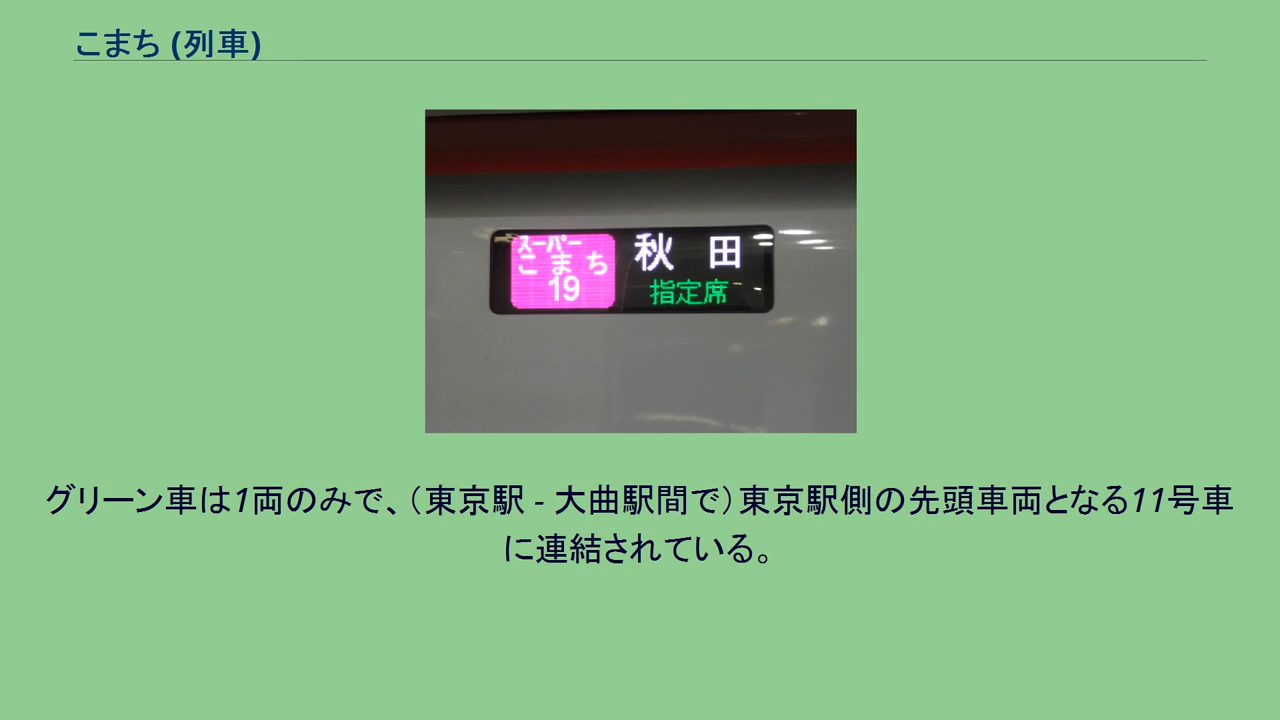 こまち (列車)
スーパー
こまち
19
秋田
指定席
グリーン車は1両のみで、（東京駅 - 大曲駅間で）東京駅側の先頭車両となる11号車
に連結されている。